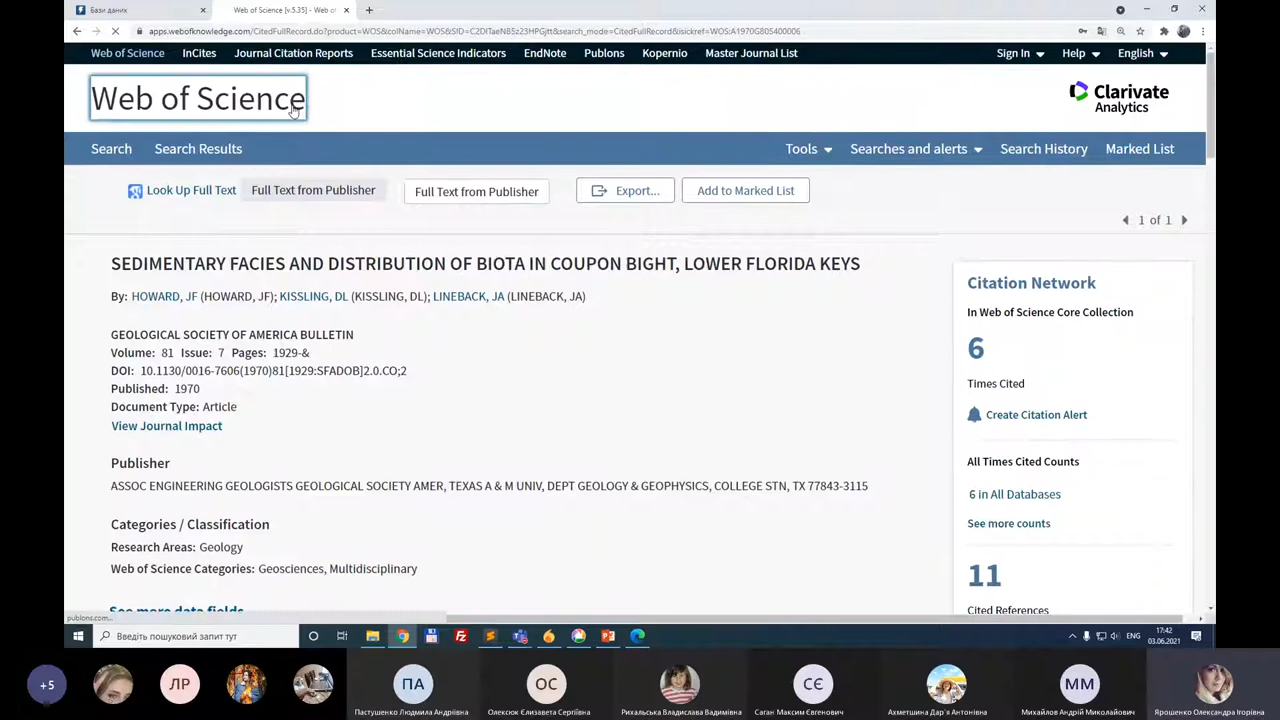 Бази даних
Web of Science [v.5.35] - Web of
apps.webofknowledge.com/CitedFullRecord.do?product=WOS&colName=WOS&SID=C2DlTaeNB5z23HPGjtt&search_mode=CitedFullRecord&isickref=WOS:A1970G805400006
Web of Science InCites Journal Citation Reports Essential Science Indicators EndNote Publons Kopernio Master Journal List Sign In Help English
Web of Science
Clarivate
Analytics
Search Search Results Tools Searches and alerts Search History Marked List
Look Up Full Text Full Text from Publisher Full Text from Publisher Export... Add to Marked List
1 of 1
SEDIMENTARY FACIES AND DISTRIBUTION OF BIOTA IN COUPON BIGHT, LOWER FLORIDA KEYS
By: HOWARD, JF (HOWARD, JF); KISSLING, DL (KISSLING, DL); LINEBACK, JA (LINEBACK, JA)
GEOLOGICAL SOCIETY OF AMERICA BULLETIN
Volume: 81 Issue: 7 Pages: 1929-&
DOI: 10.1130/0016-7606(1970)81[1929:SFADOB]2.0.CO;2
Published: 1970
Document Type: Article
View Journal Impact
Publisher
ASSOC ENGINEERING GEOLOGISTS GEOLOGICAL SOCIETY AMER, TEXAS A & M UNIV, DEPT GEOLOGY & GEOPHYSICS, COLLEGE STN, TX 77843-3115
Categories / Classification
Research Areas: Geology
Web of Science Categories: Geosciences, Multidisciplinary
See more data fields
Citation Network
In Web of Science Core Collection
6
Times Cited
Create Citation Alert
All Times Cited Counts
6 in All Databases
See more counts
11
Cited References
publons.com...
Введіть пошуковий запит тут
ENG
17:42
03.06.2021
+5
ЛР
ПА
ОС
СЄ
ММ
Пастушенко Людмила Андріївна
Олексюк Єлизавета Сергіївна
Рихальська Владислава Вадимівна
Саган Максим Євгенович
Ахметшина Дар`я Антонівна
Михайлов Андрій Миколайович
Ярошенко Олександра Ігорівна